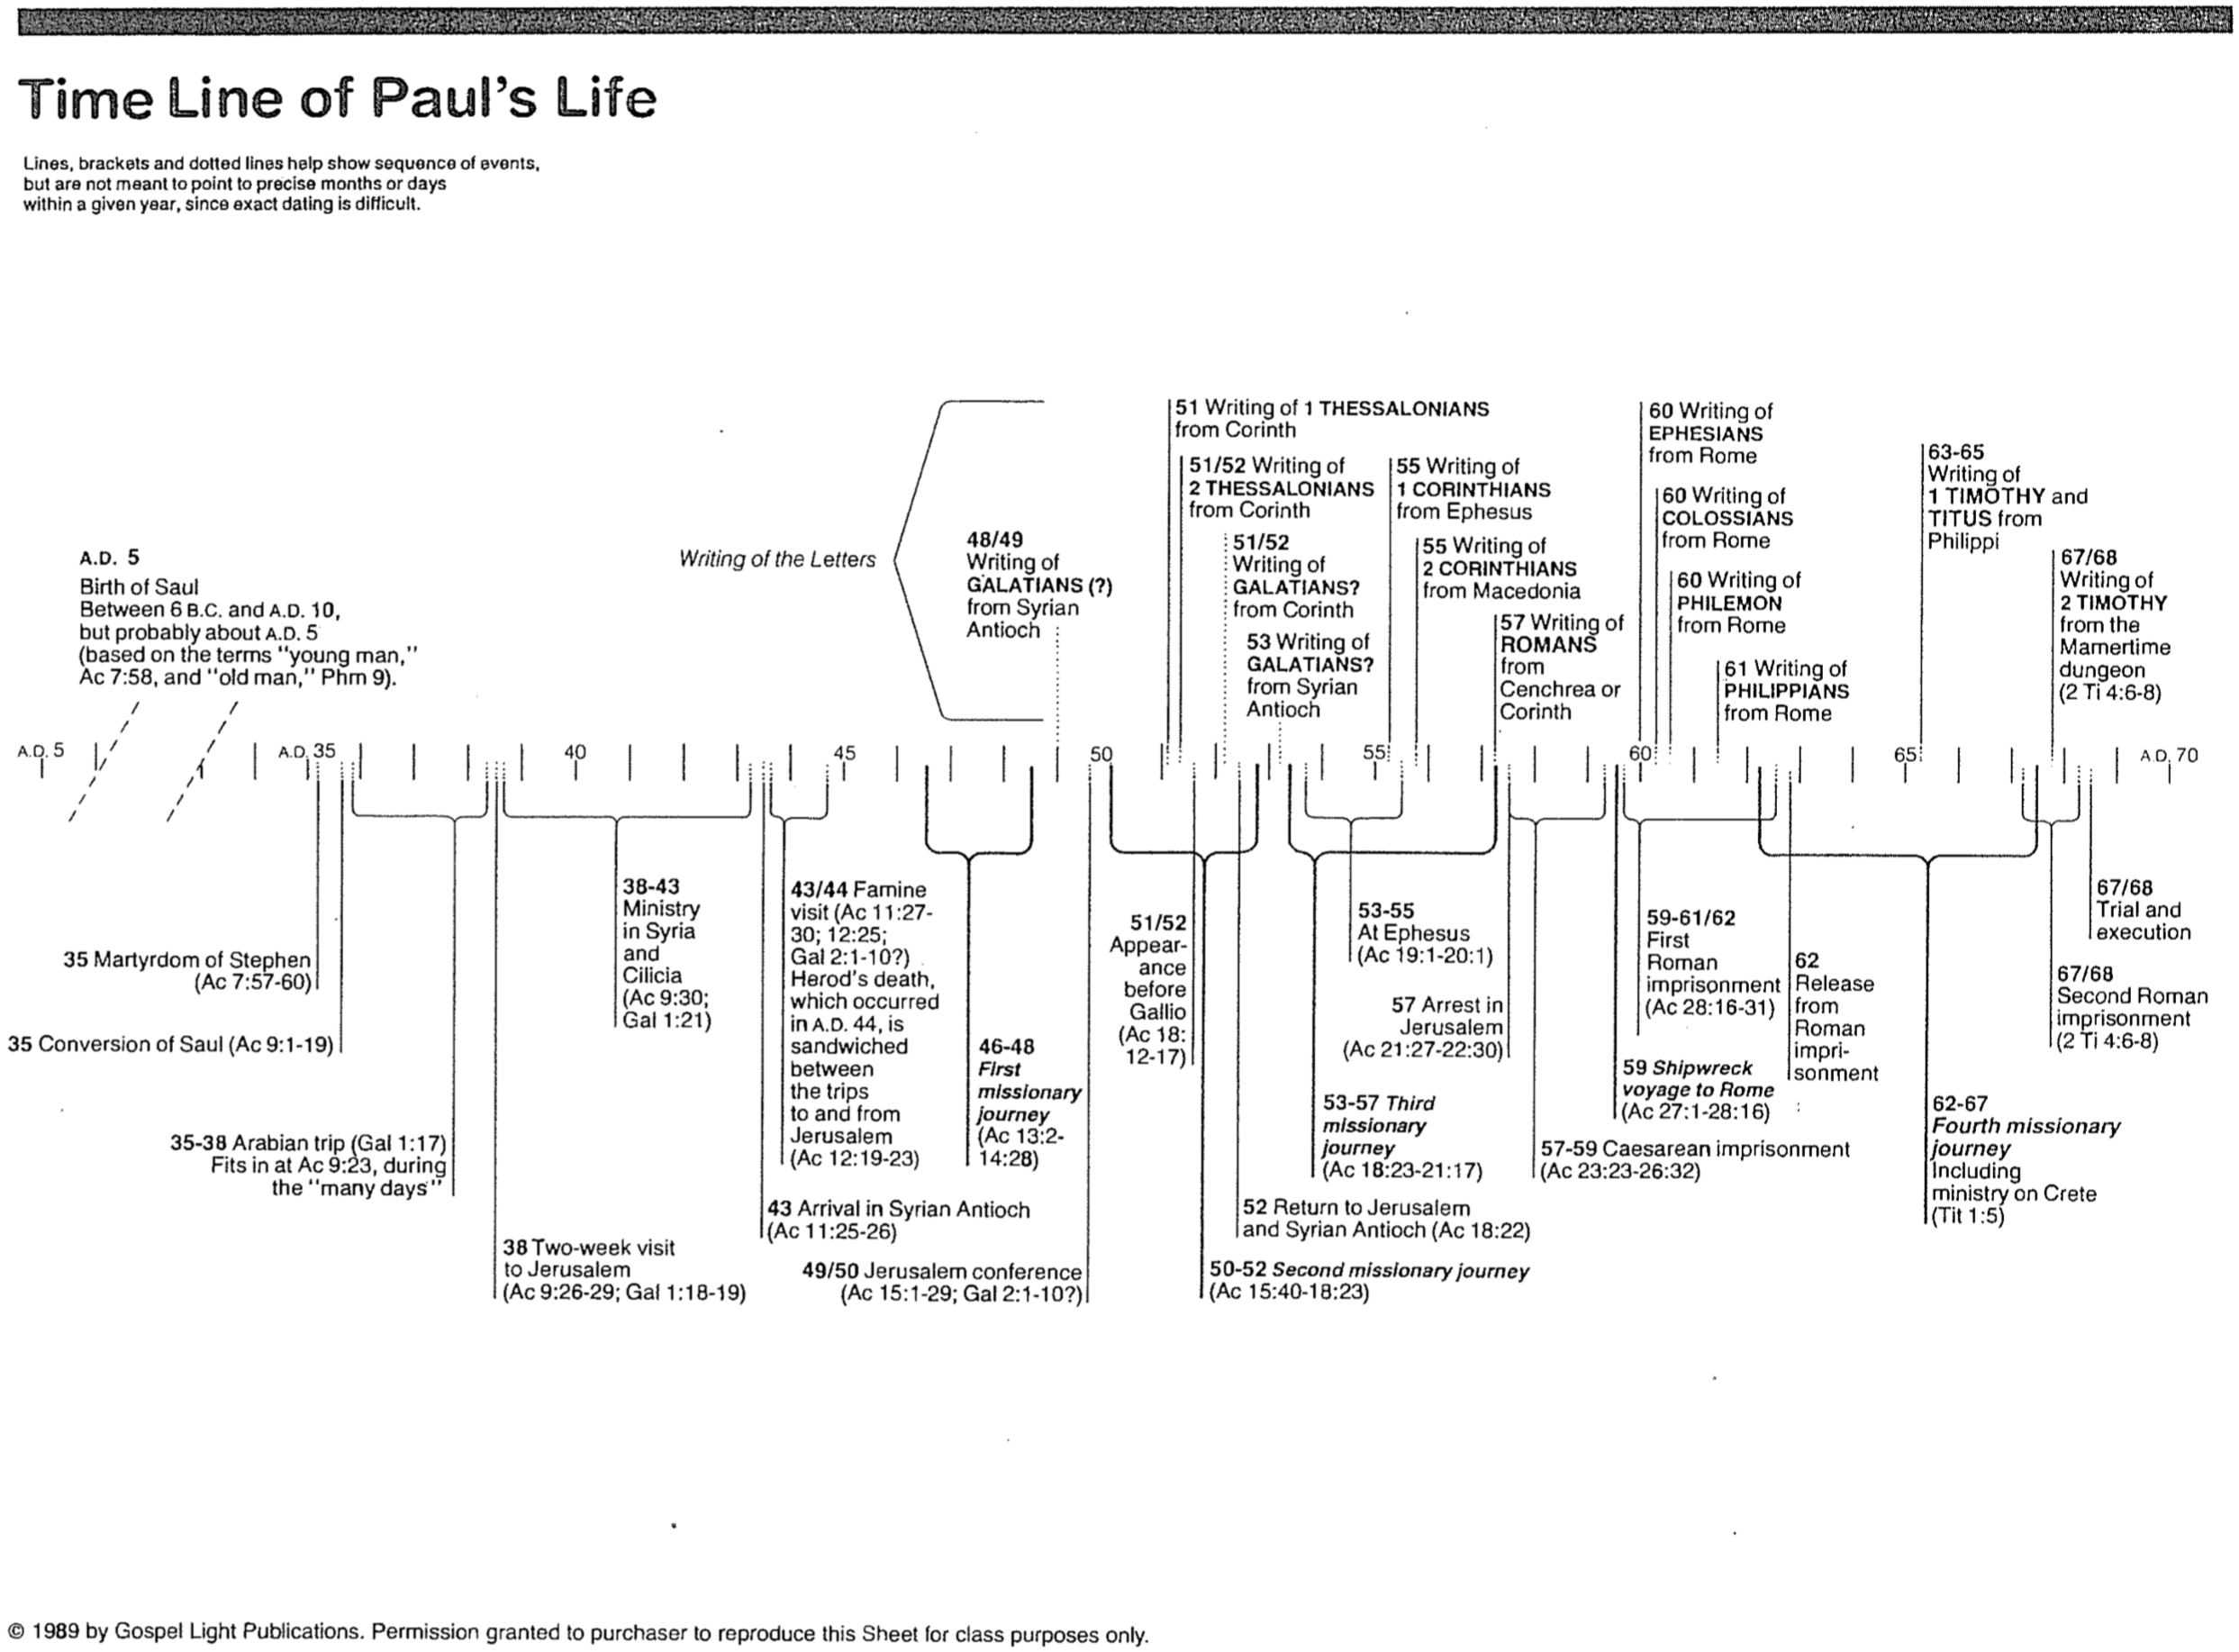 Time Line of Paul's Life
Lines, brackets and dotted lines help show sequence of events,
but are not meant to point to precise months or days
within a given year, since exact dating is difficult.
A.D. 5
Birth of Saul
Between 6 B.C. and A.D. 10,
but probably about A.D. 5
(based on the terms "young man,"
Ac 7:58, and "old man," Phm 9).
Writing of the Letters
48/49
Writing of
GALATIANS (?)
from Syrian
Antioch
51 Writing of 1 THESSALONIANS
from Corinth
51/52 Writing of
2 THESSALONIANS
from Corinth
51/52
Writing of
GALATIANS?
from Corinth
53 Writing of
GALATIANS?
from Syrian
Antioch
55 Writing of
1 CORINTHIANS
from Ephesus
55 Writing of
2 CORINTHIANS
from Macedonia
57 Writing of
ROMANS
from
Cenchrea or
Corinth
60 Writing of
EPHESIANS
from Rome
60 Writing of
COLOSSIANS
from Rome
60 Writing of
PHILEMON
from Rome
61 Writing of
PHILIPPIANS
from Rome
63-65
Writing of
1 TIMOTHY and
TITUS from
Philippi
67/68
Writing of
2 TIMOTHY
from the
Mamertime
dungeon
(2 Ti 4:6-8)
A.D. 5
A.D. 35
40
45
50
55
60
65
A.D. 70
35 Martyrdom of Stephen
(Ac 7:57-60)
35 Conversion of Saul (Ac 9:1-19)
35-38 Arabian trip (Gal 1:17)
Fits in at Ac 9:23, during
the "many days"
38 Two-week visit
to Jerusalem
(Ac 9:26-29; Gal 1:18-19)
38-43
Ministry
in Syria
and
Cilicia
(Ac 9:30;
Gal 1:21)
43 Arrival in Syrian Antioch
(Ac 11:25-26)
43/44 Famine
visit (Ac 11:27-
30; 12:25;
Gal 2:1-10?)
Herod's death,
which occurred
in A.D. 44, is
sandwiched
between
the trips
to and from
Jerusalem
(Ac 12:19-23)
46-48
First
missionary
journey
(Ac 13:2-
14:28)
49/50 Jerusalem conference
(Ac 15:1-29; Gal 2:1-10?)
51/52
Appear-
ance
before
Gallio
(Ac 18:
12-17)
50-52 Second missionary journey
(Ac 15:40-18:23)
52 Return to Jerusalem
and Syrian Antioch (Ac 18:22)
53-57 Third
missionary
journey
(Ac 18:23-21:17)
53-55
At Ephesus
(Ac 19:1-20:1)
57 Arrest in
Jerusalem
(Ac 21:27-22:30)
57-59 Caesarean imprisonment
(Ac 23:23-26:32)
59 Shipwreck
voyage to Rome
(Ac 27:1-28:16)
59-61/62
First
Roman
imprisonment
(Ac 28:16-31)
62
Release
from
Roman
impri-
sonment
62-67
Fourth missionary
journey
Including
ministry on Crete
(Tit 1:5)
67/68
Second Roman
imprisonment
(2 Ti 4:6-8)
67/68
Trial and
execution
© 1989 by Gospel Light Publications. Permission granted to purchaser to reproduce this Sheet for class purposes only.